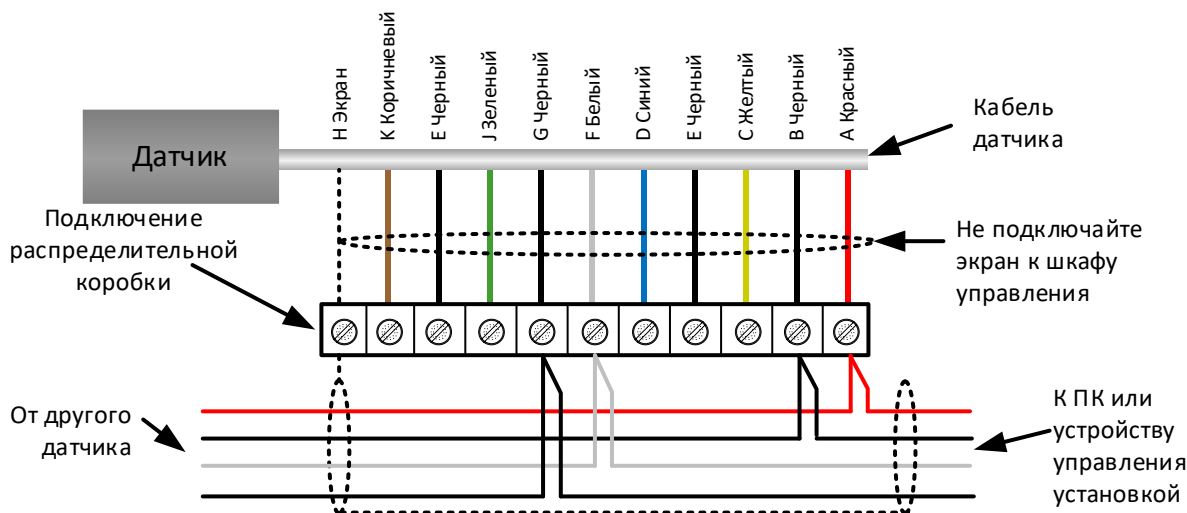 H Экран
K Коричневый
E Черный
J Зеленый
G Черный
F Белый
D Синий
E Черный
C Желтый
B Черный
A Красный
Кабель
датчика
Датчик
Подключение
распределительной
коробки
Не подключайте
экран к шкафу
управления
От другого
датчика
К ПК или
устройству
управления
установкой